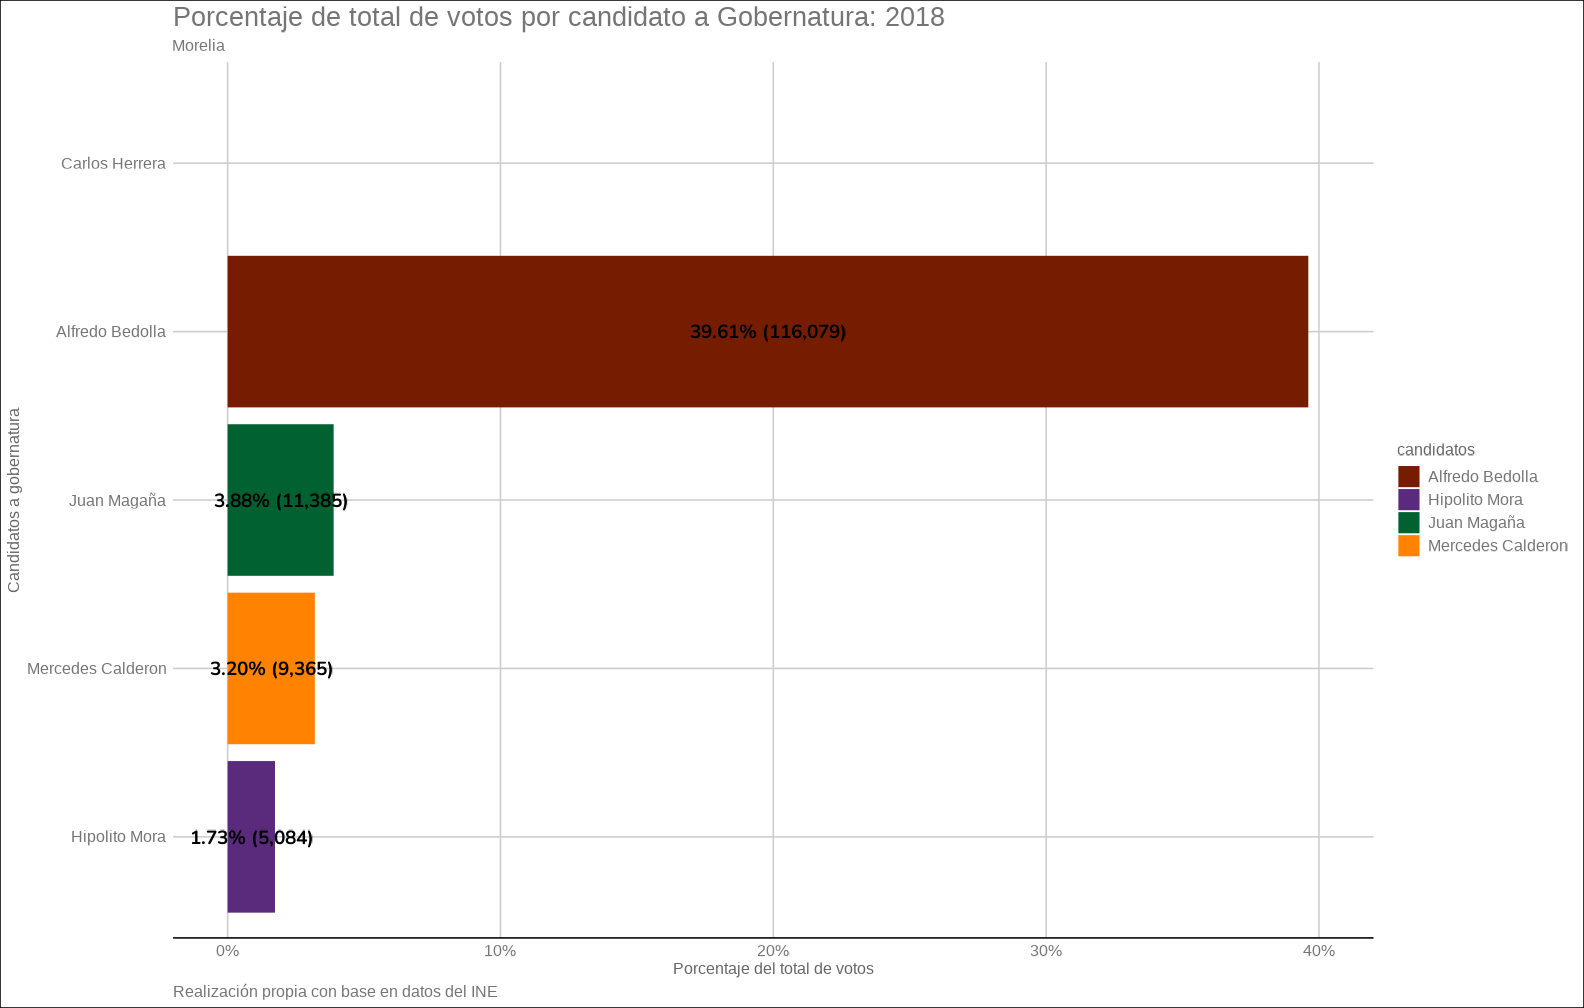 Porcentaje de total de votos por candidato a Gobernatura: 2018
Morelia
Candidatos a gobernatura
Carlos Herrera
Alfredo Bedolla
39.61% (116,079)
Juan Magaña
3.88% (11,385)
Mercedes Calderon
3.20% (9,365)
Hipolito Mora
1.73% (5,084)
0% 10% 20% 30% 40%
Porcentaje del total de votos
candidatos
Alfredo Bedolla
Hipolito Mora
Juan Magaña
Mercedes Calderon
Realización propia con base en datos del INE